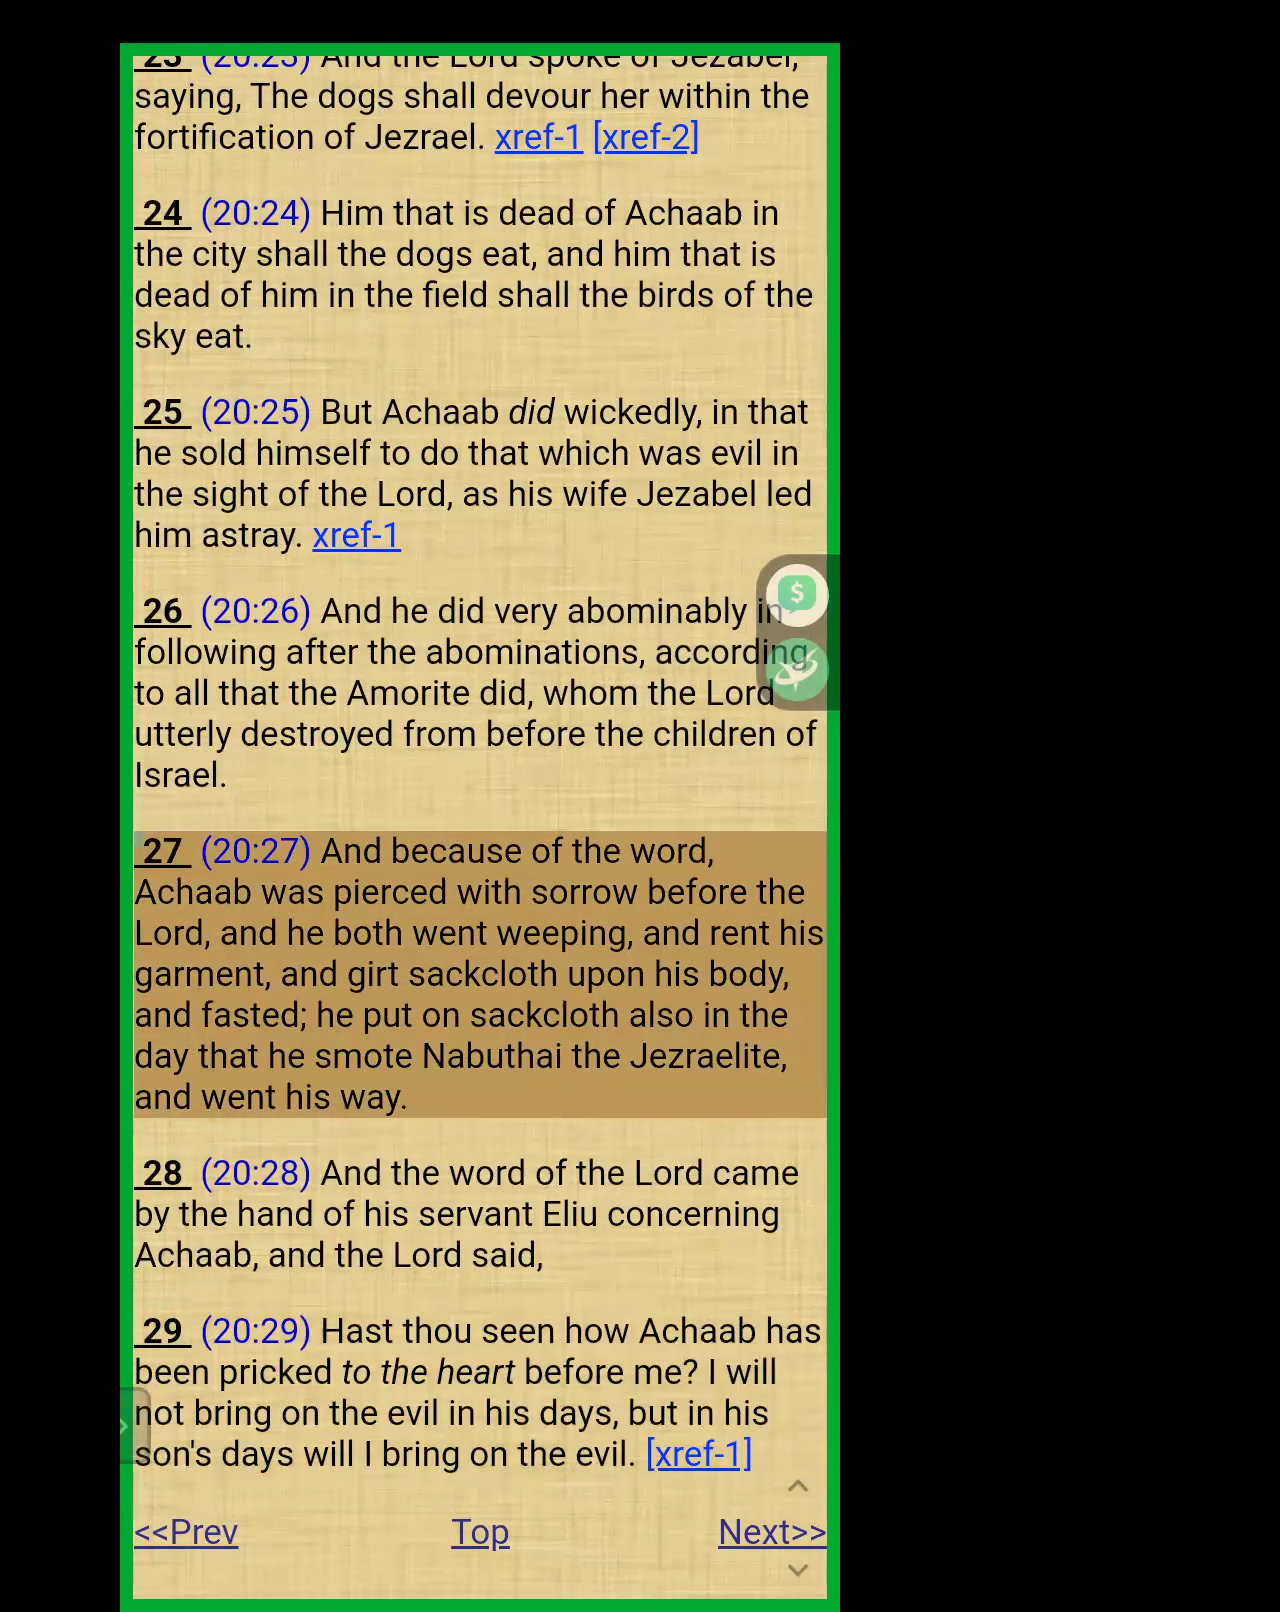 23 (20:23) And the Lord spoke of Jezabel,
saying, The dogs shall devour her within the
fortification of Jezrael. xref-1 [xref-2]
24 (20:24) Him that is dead of Achaab in
the city shall the dogs eat, and him that is
dead of him in the field shall the birds of the
sky eat.
25 (20:25) But Achaab did wickedly, in that
he sold himself to do that which was evil in
the sight of the Lord, as his wife Jezabel led
him astray. xref-1
26 (20:26) And he did very abominably in
following after the abominations, according
to all that the Amorite did, whom the Lord
utterly destroyed from before the children of
Israel.
27 (20:27) And because of the word,
Achaab was pierced with sorrow before the
Lord, and he both went weeping, and rent his
garment, and girt sackcloth upon his body,
and fasted; he put on sackcloth also in the
day that he smote Nabuthai the Jezraelite,
and went his way.
28 (20:28) And the word of the Lord came
by the hand of his servant Eliu concerning
Achaab, and the Lord said,
29 (20:29) Hast thou seen how Achaab has
been pricked to the heart before me? I will
not bring on the evil in his days, but in his
son's days will I bring on the evil. [xref-1]
<<Prev Top Next>>